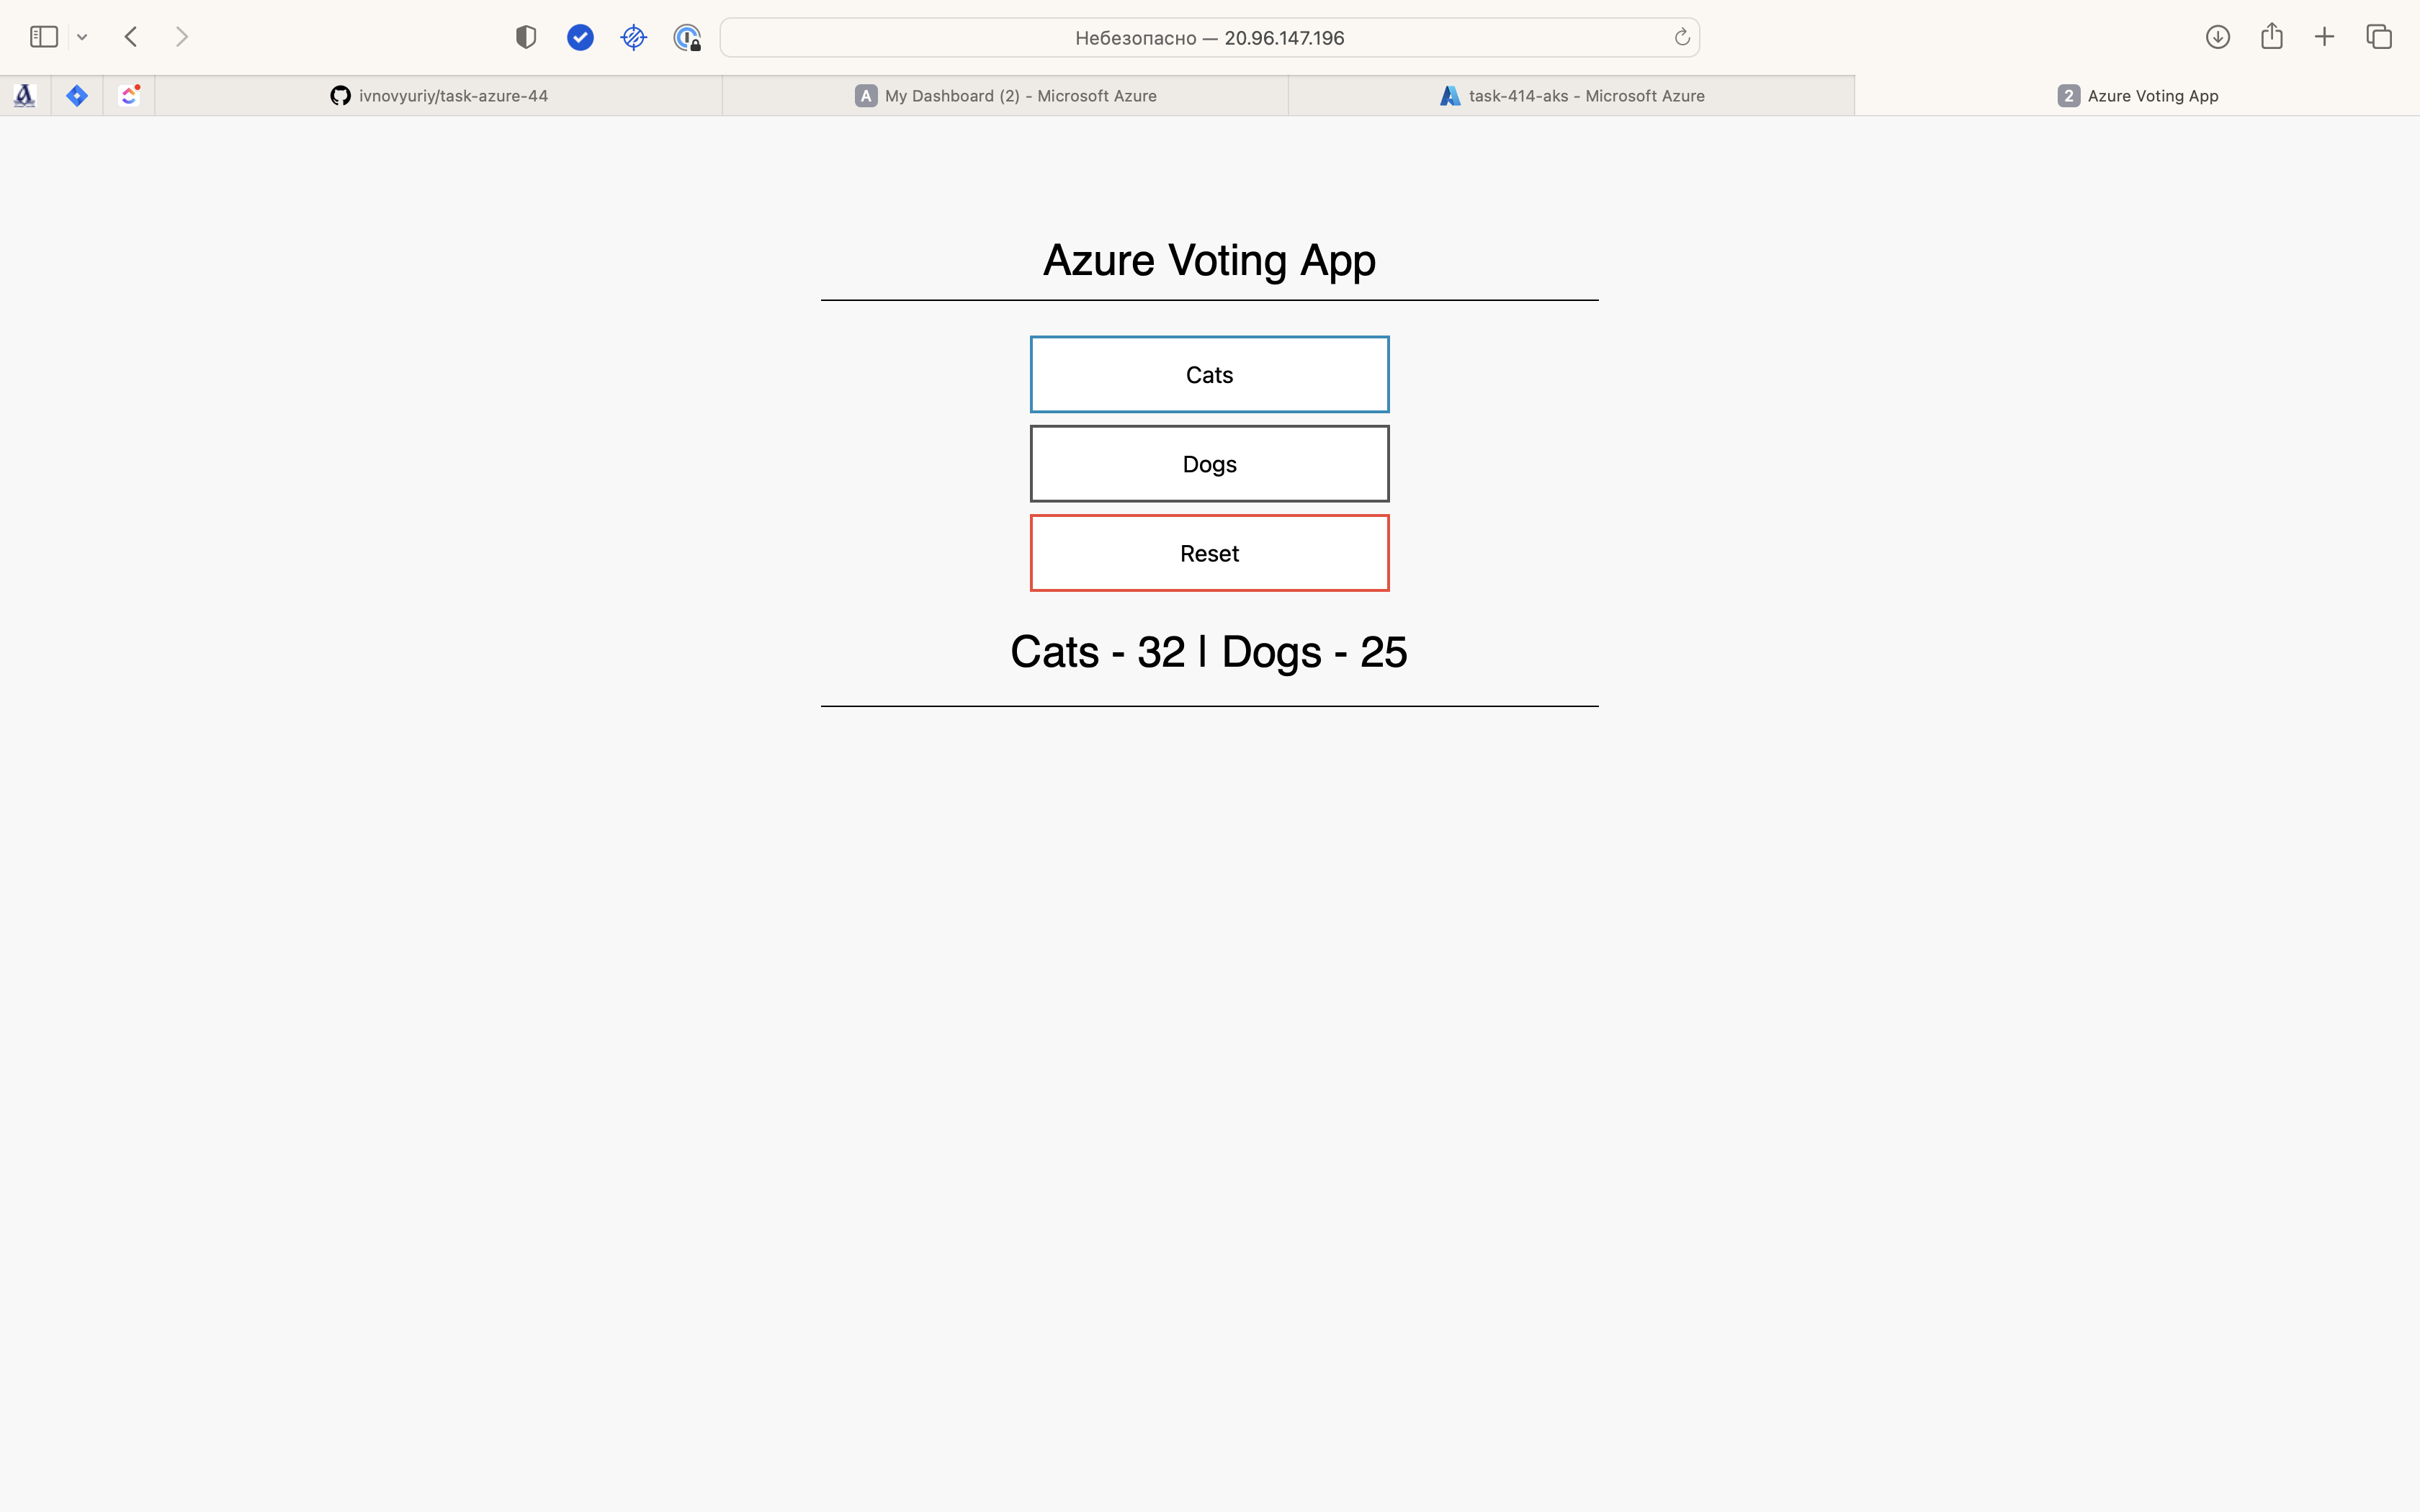 Небезопасно — 20.96.147.196
ivnovyuriy/task-azure-44
A My Dashboard (2) - Microsoft Azure
task-414-aks - Microsoft Azure
2 Azure Voting App
Azure Voting App
Cats
Dogs
Reset
Cats - 32 | Dogs - 25